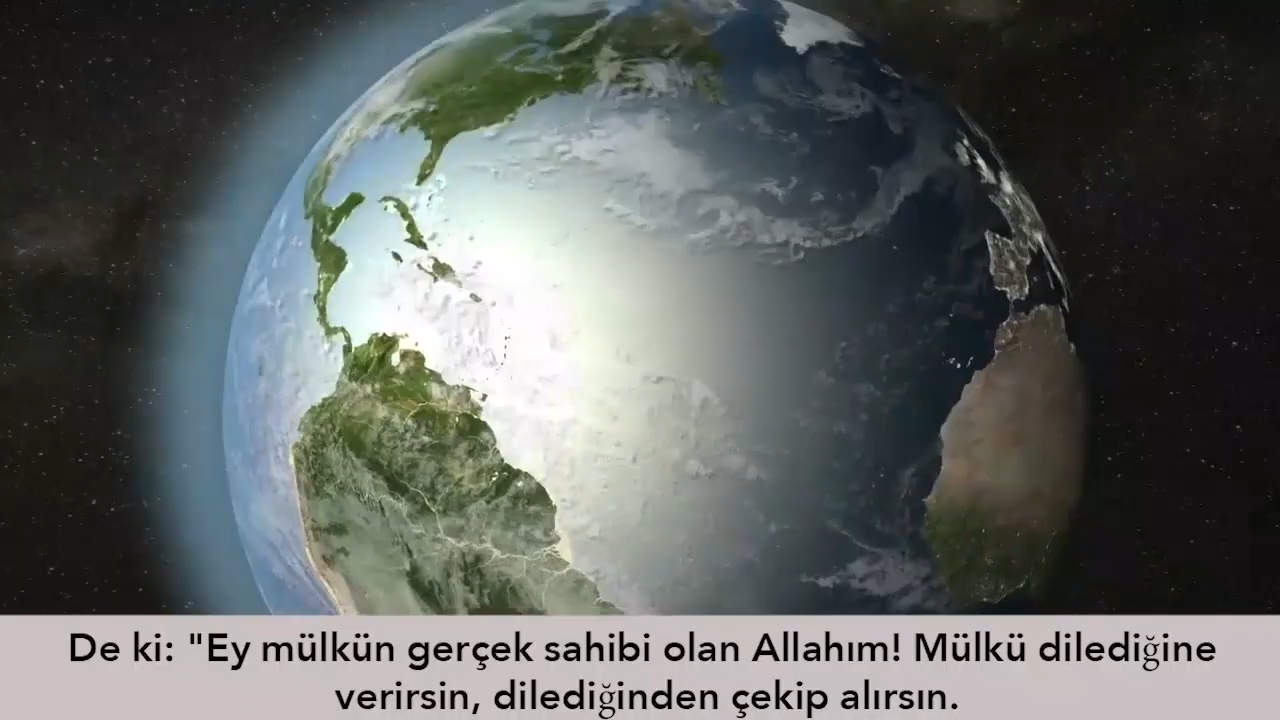 De ki: "Ey mülkün gerçek sahibi olan Allahım! Mülkü dilediğine
verirsin, dilediğinden çekip alırsın.